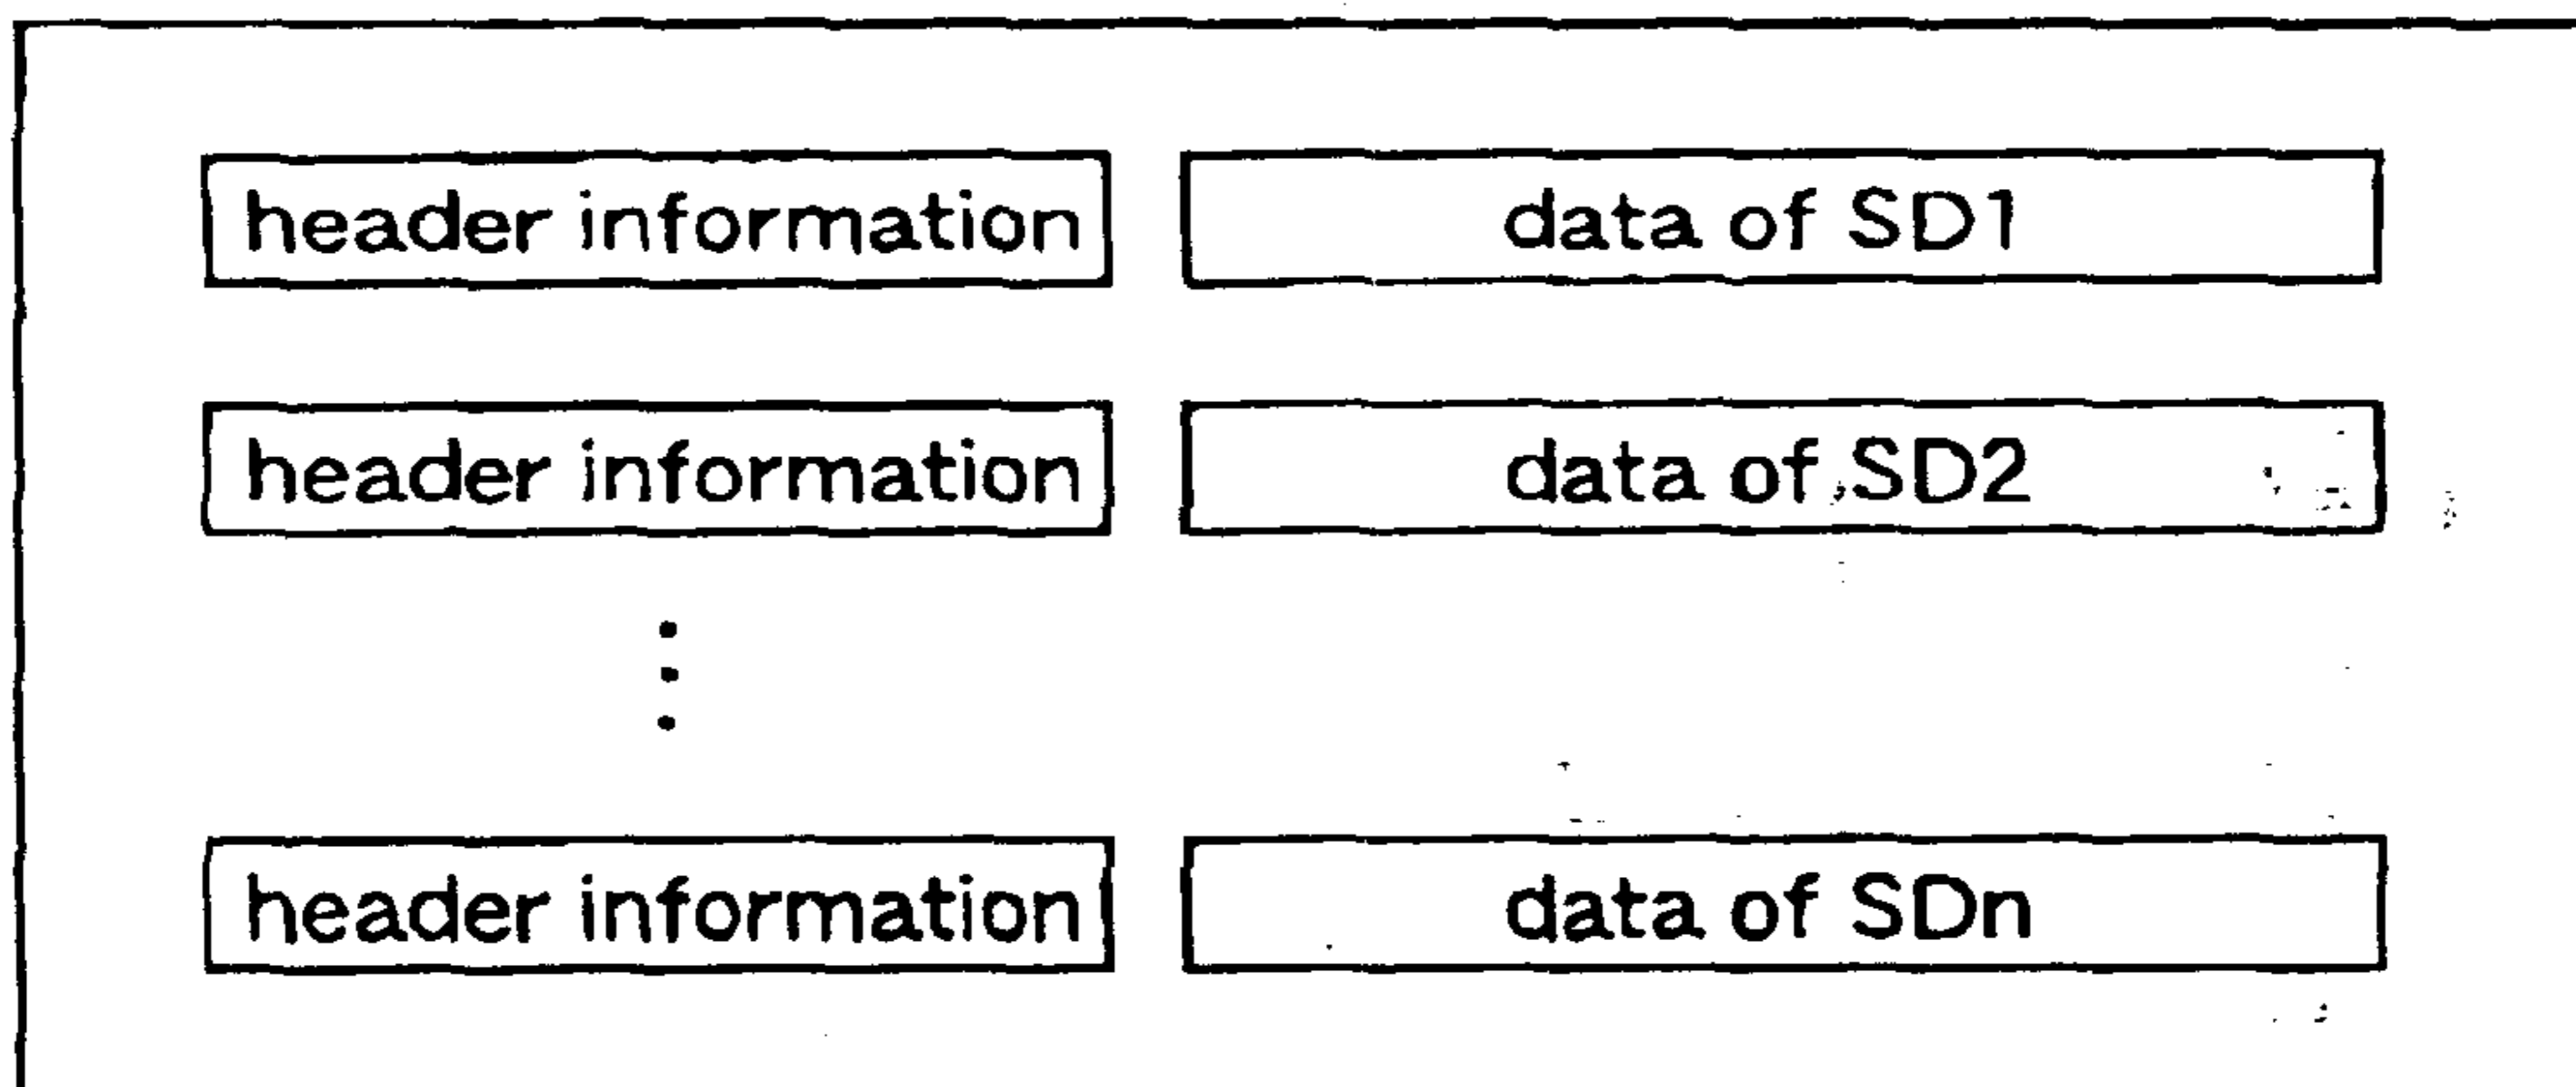 header information data of SD1
header information data of SD2
header information data of SDn